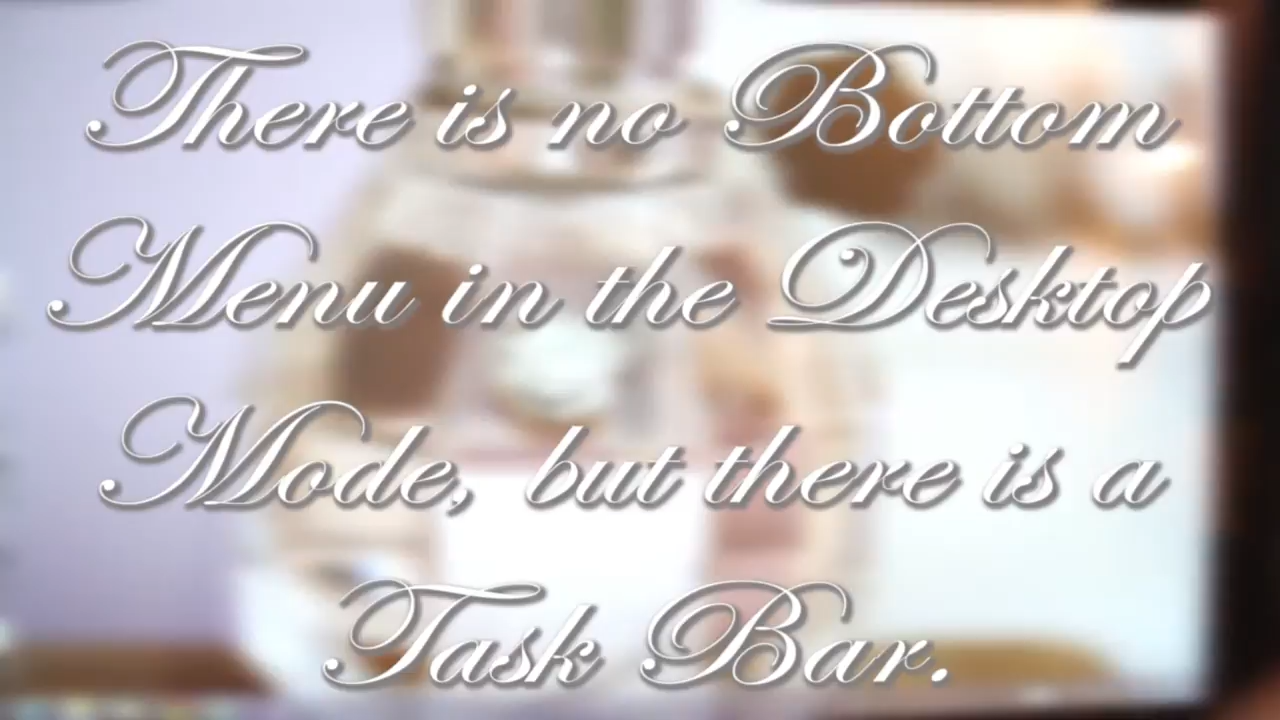 There is no Bottom
Menu in the Desktop
Mode, but there is a
Task Bar.